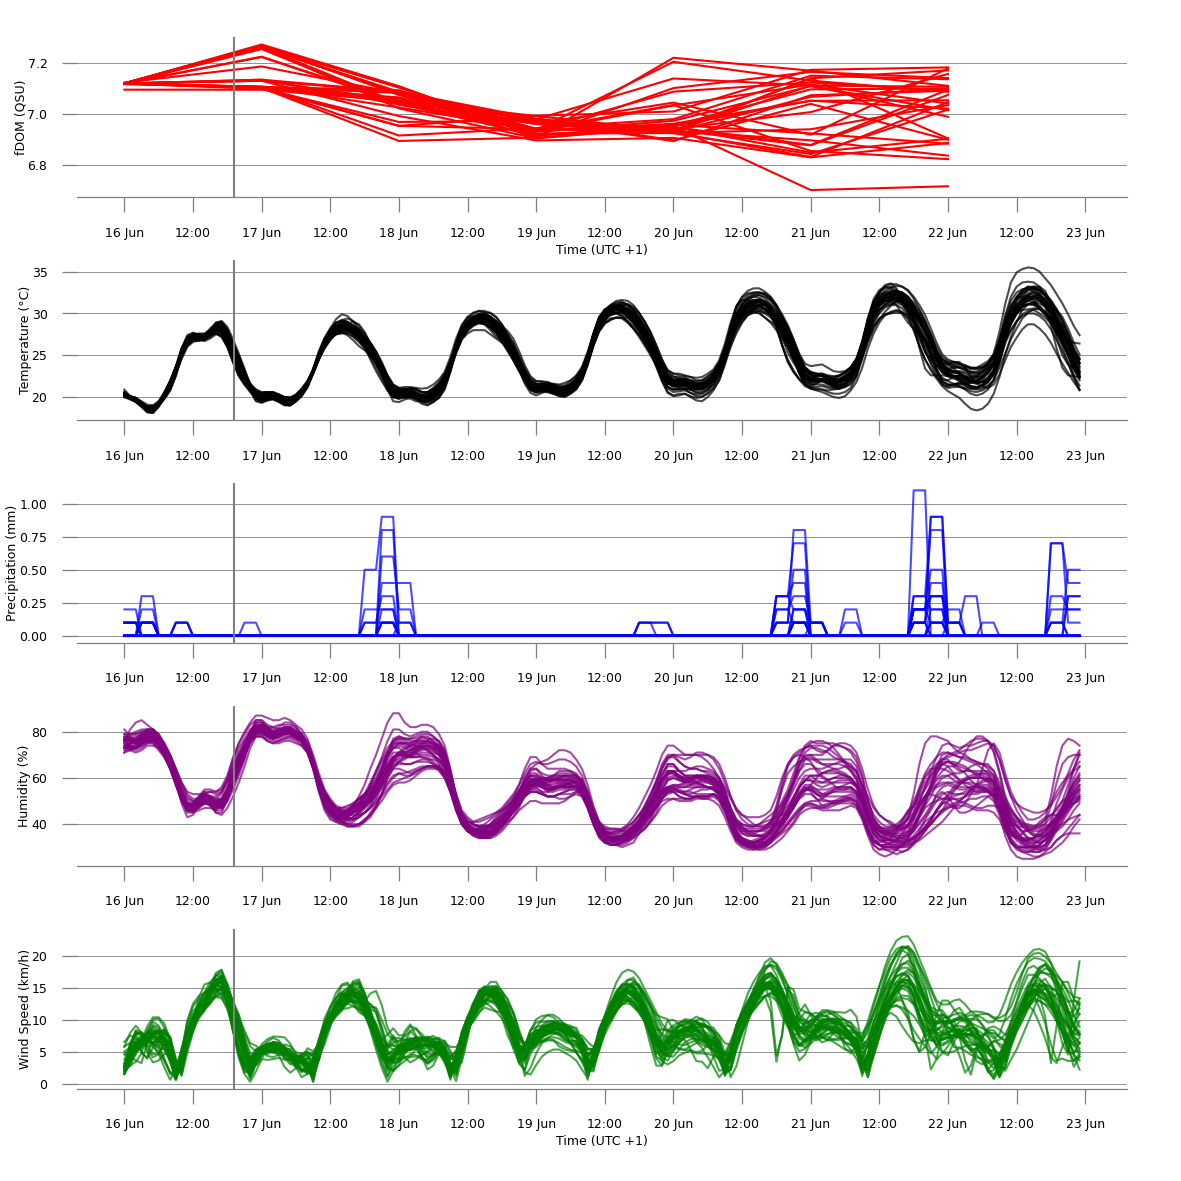 7.2
7.0
6.8
fDOM (QSU)
16 Jun 12:00 17 Jun 12:00 18 Jun 12:00 19 Jun 12:00 20 Jun 12:00 21 Jun 12:00 22 Jun 12:00 23 Jun
Time (UTC +1)
35
30
25
20
Temperature (°C)
16 Jun 12:00 17 Jun 12:00 18 Jun 12:00 19 Jun 12:00 20 Jun 12:00 21 Jun 12:00 22 Jun 12:00 23 Jun
1.00
0.75
0.50
0.25
0.00
Precipitation (mm)
16 Jun 12:00 17 Jun 12:00 18 Jun 12:00 19 Jun 12:00 20 Jun 12:00 21 Jun 12:00 22 Jun 12:00 23 Jun
80
60
40
Humidity (%)
16 Jun 12:00 17 Jun 12:00 18 Jun 12:00 19 Jun 12:00 20 Jun 12:00 21 Jun 12:00 22 Jun 12:00 23 Jun
20
15
10
5
0
Wind Speed (km/h)
16 Jun 12:00 17 Jun 12:00 18 Jun 12:00 19 Jun 12:00 20 Jun 12:00 21 Jun 12:00 22 Jun 12:00 23 Jun
Time (UTC +1)